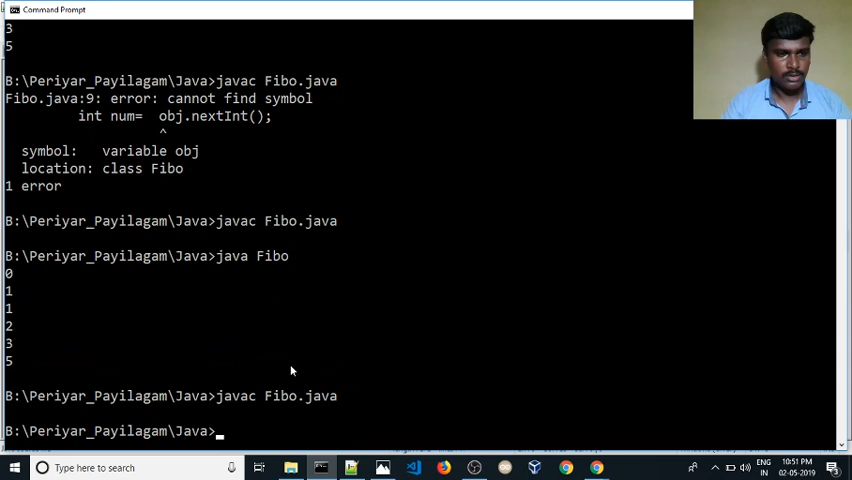 Command Prompt
3
5
B:\Periyar_Payilagam\Java>javac Fibo.java
Fibo.java:9: error: cannot find symbol
int num=  obj.nextInt();
^
symbol:   variable obj
location: class Fibo
1 error
B:\Periyar_Payilagam\Java>javac Fibo.java
B:\Periyar_Payilagam\Java>java Fibo
0
1
1
2
3
5
B:\Periyar_Payilagam\Java>javac Fibo.java
B:\Periyar_Payilagam\Java>
Type here to search
ENG
IN
10:51 PM
02-05-2019
3